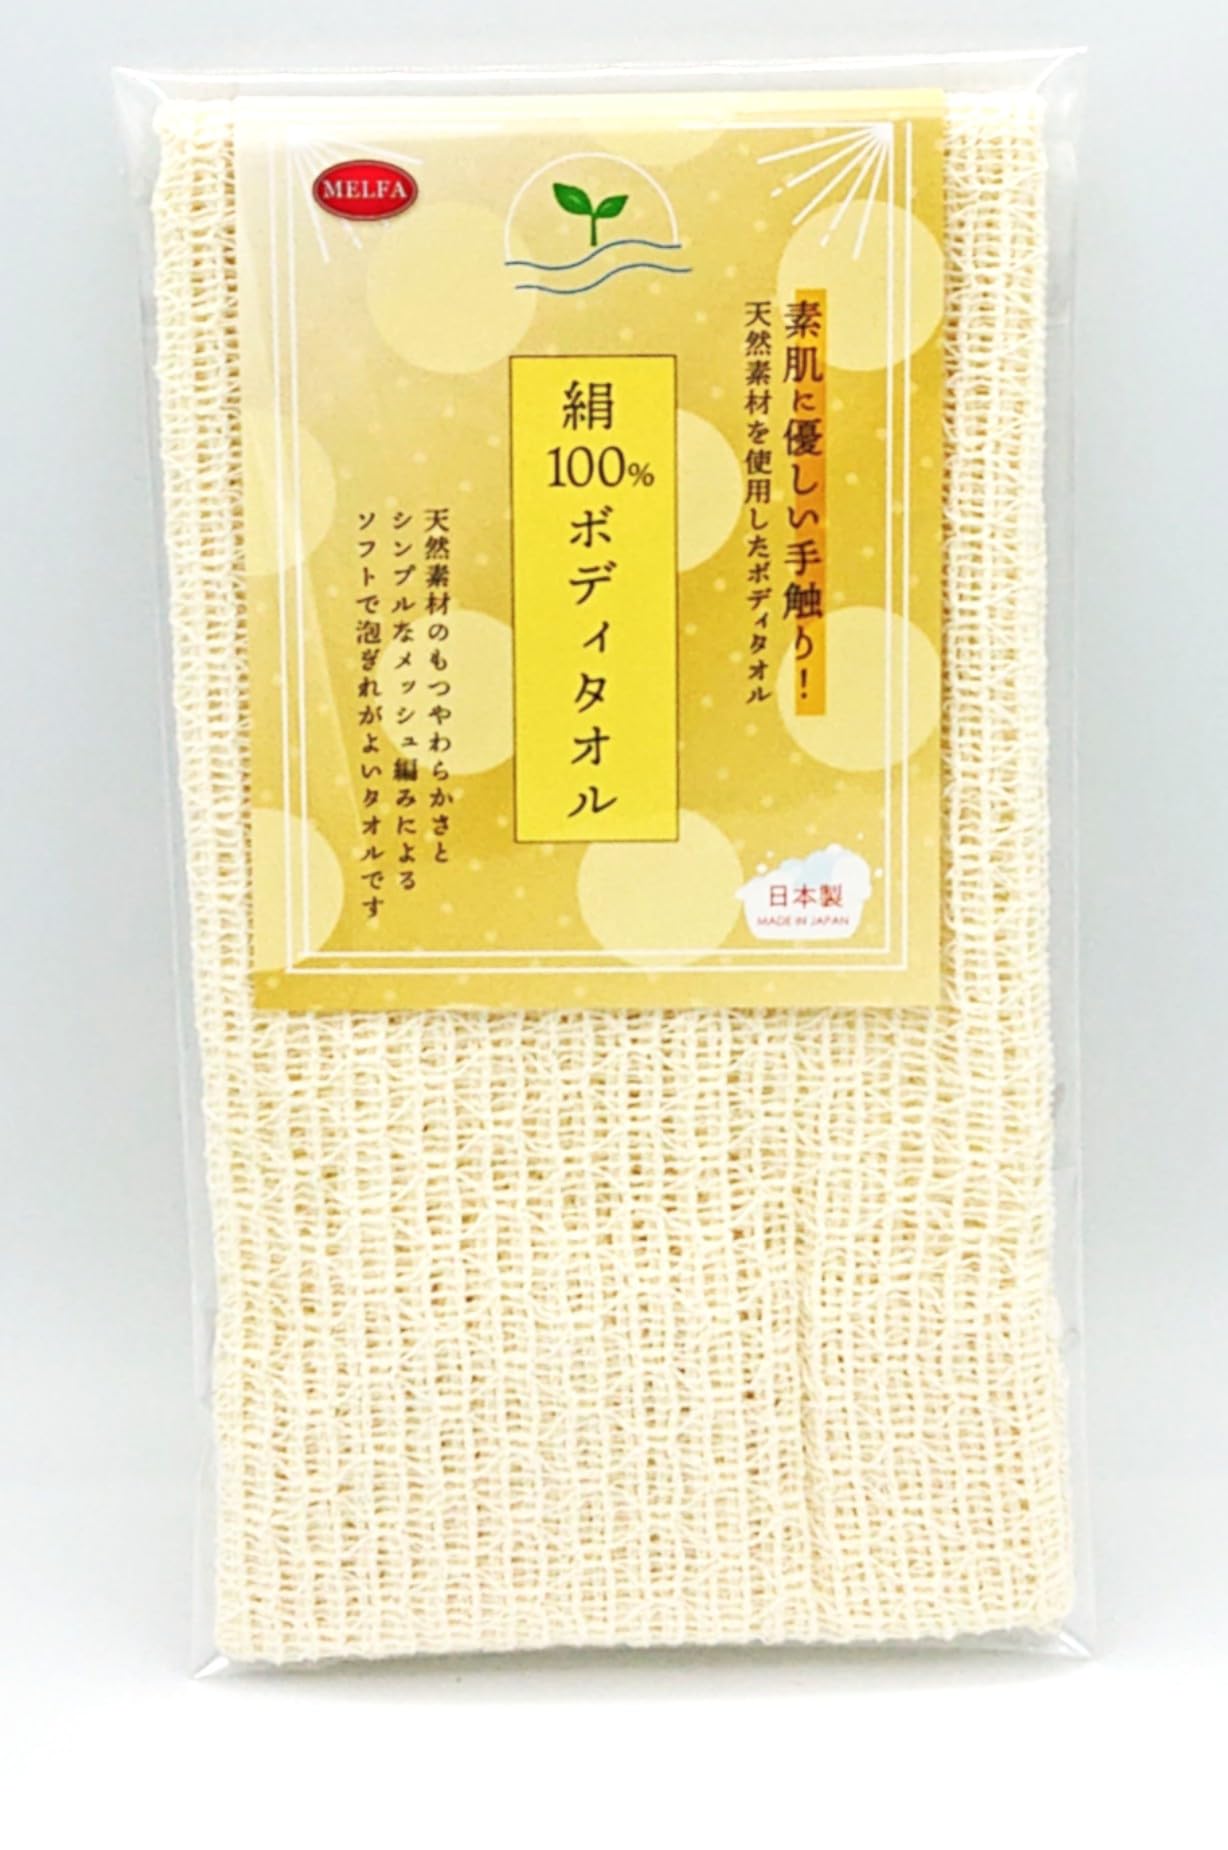 MELFA
素肌に優しい手触り！
天然素材を使用したボディタオル
絹
100%
ボディタオル
天然素材のもつやわらかさと
シンプルなメッシュ編みによる
ソフトで泡ぎれがよいタオルです
日本製
MADE IN JAPAN